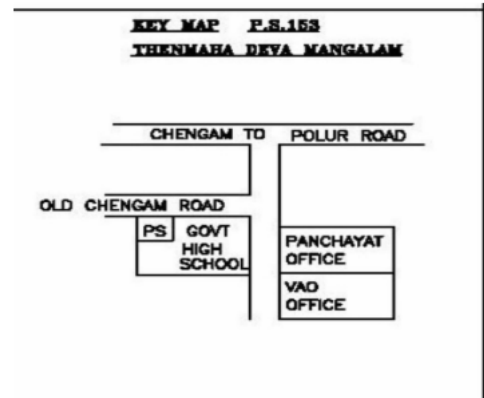 KEY MAP P.S.153
THENMAHA DEVA MANGALAM
CHENGAM TO POLUR ROAD
OLD CHENGAM ROAD
PS
GOVT
HIGH
SCHOOL
PANCHAYAT
OFFICE
VAO
OFFICE